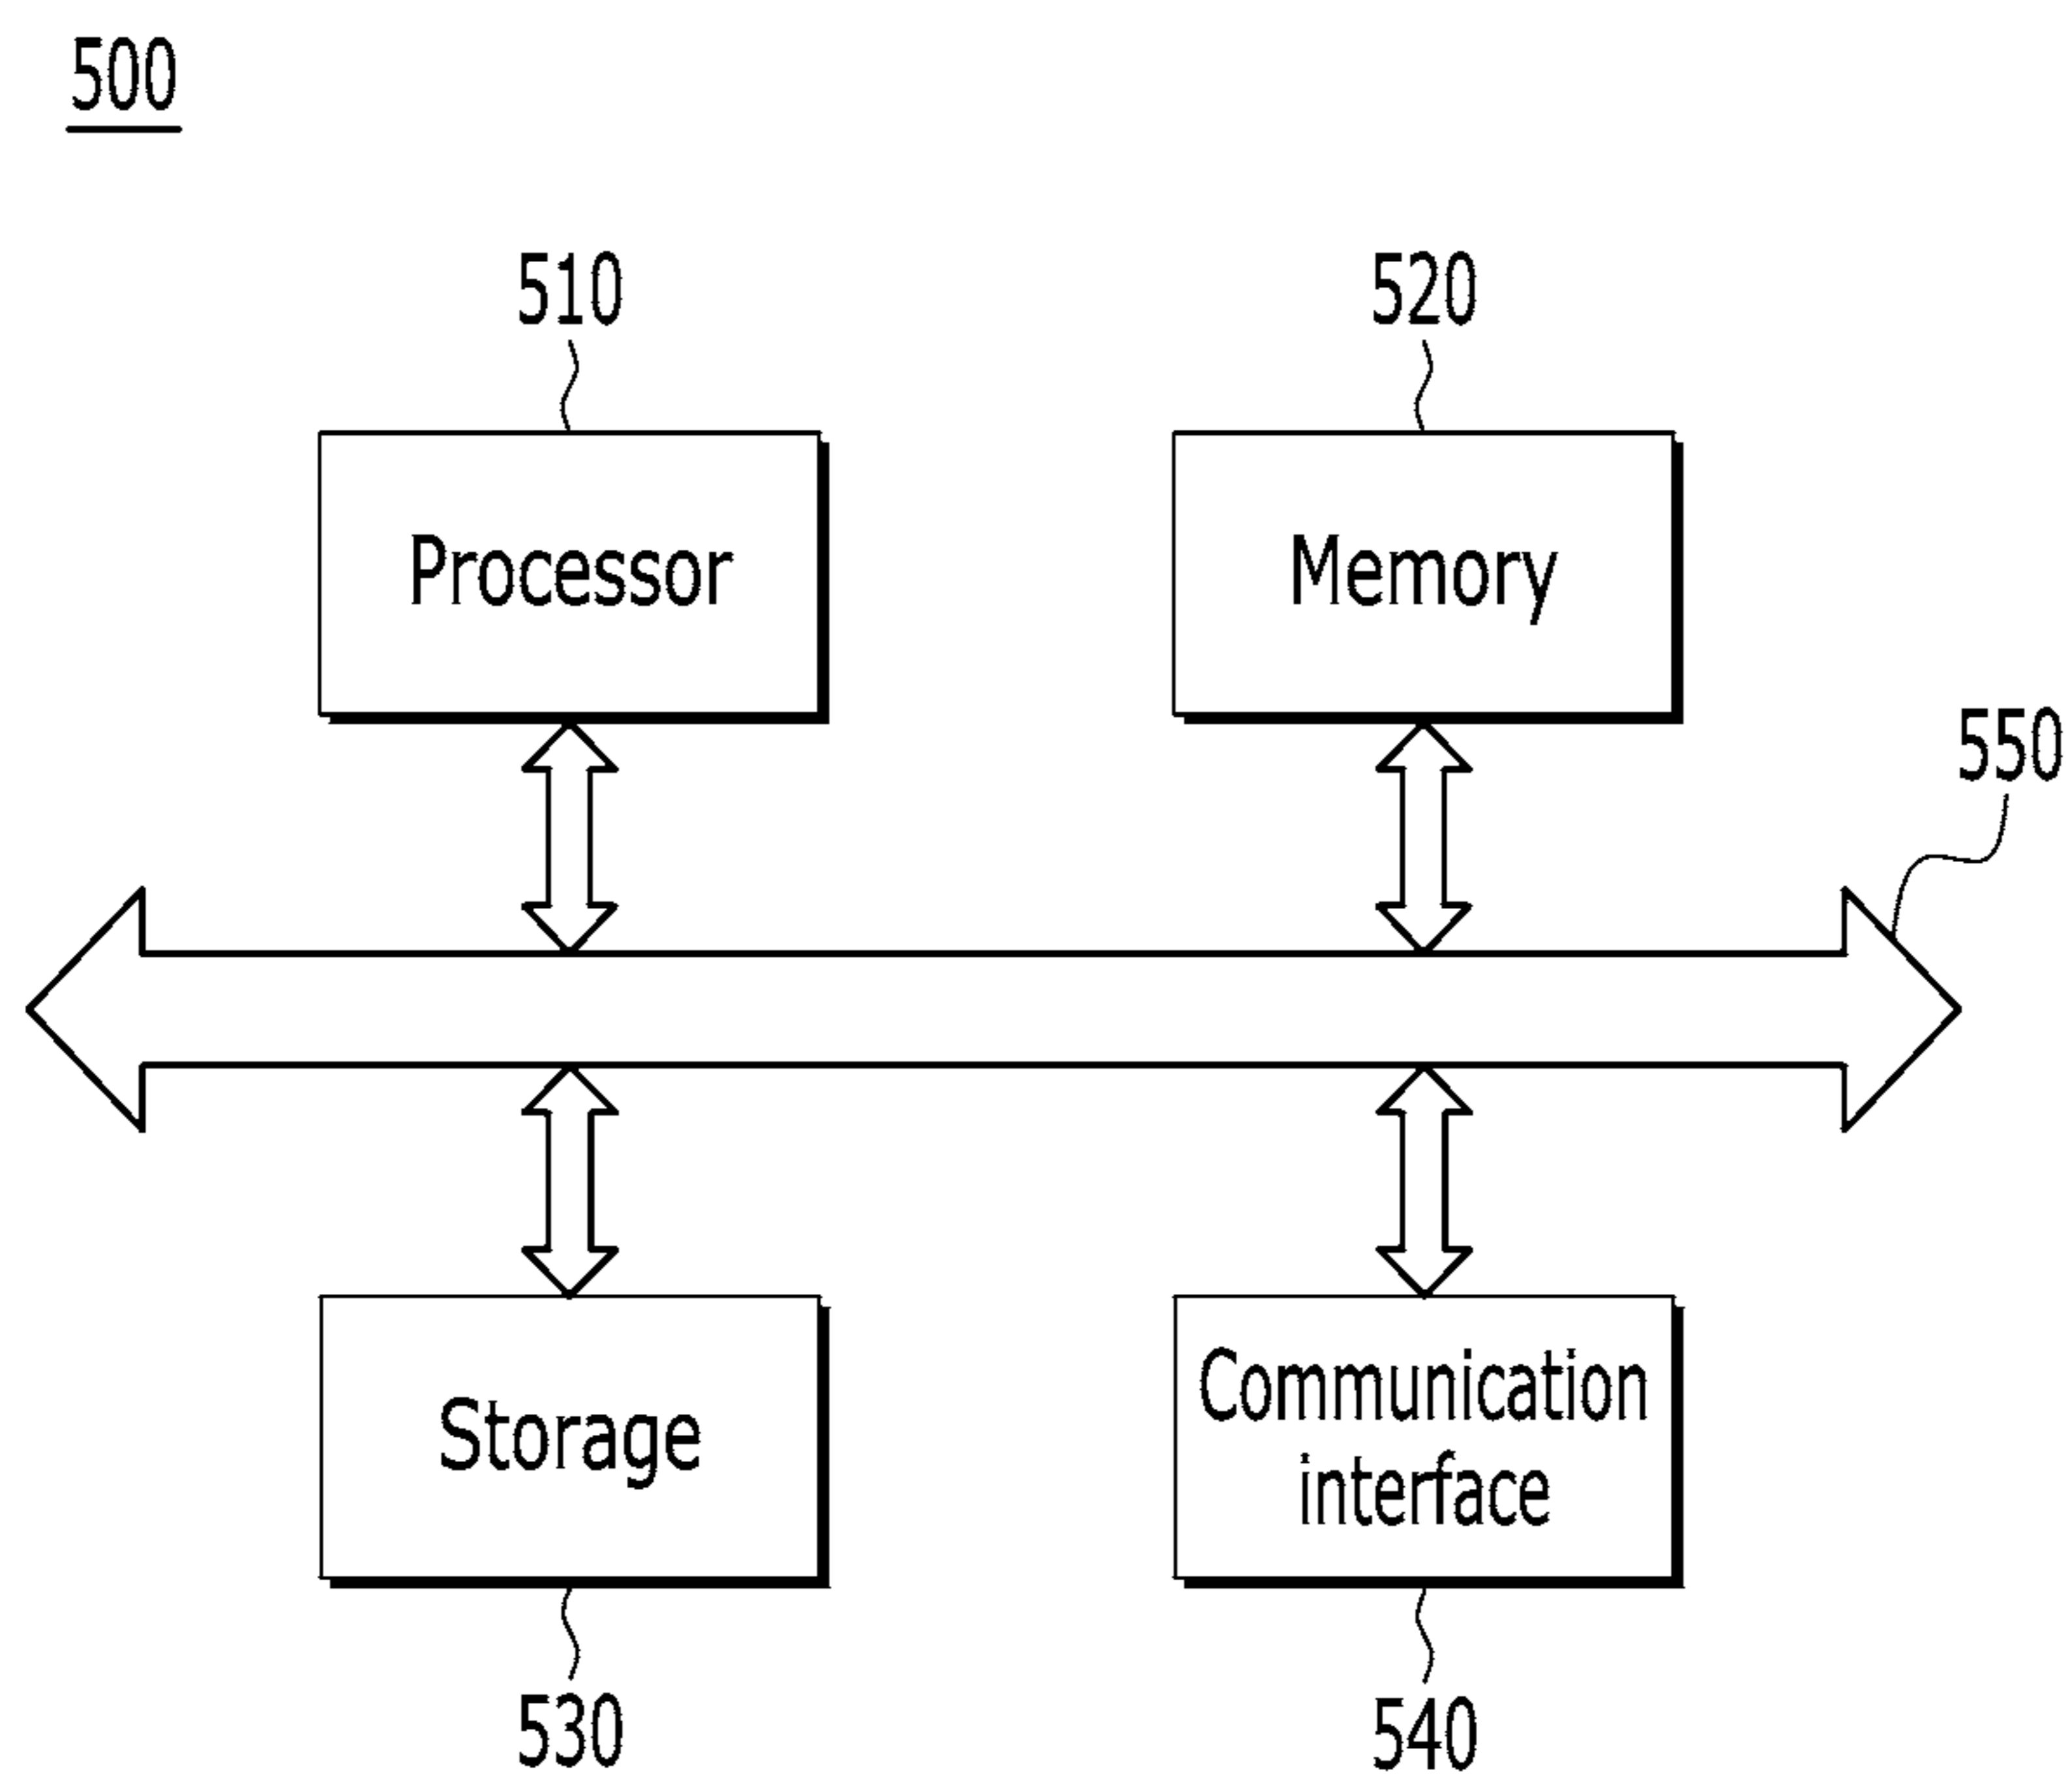 500
510
520
Processor
Memory
550
Storage
Communication
interface
530
540